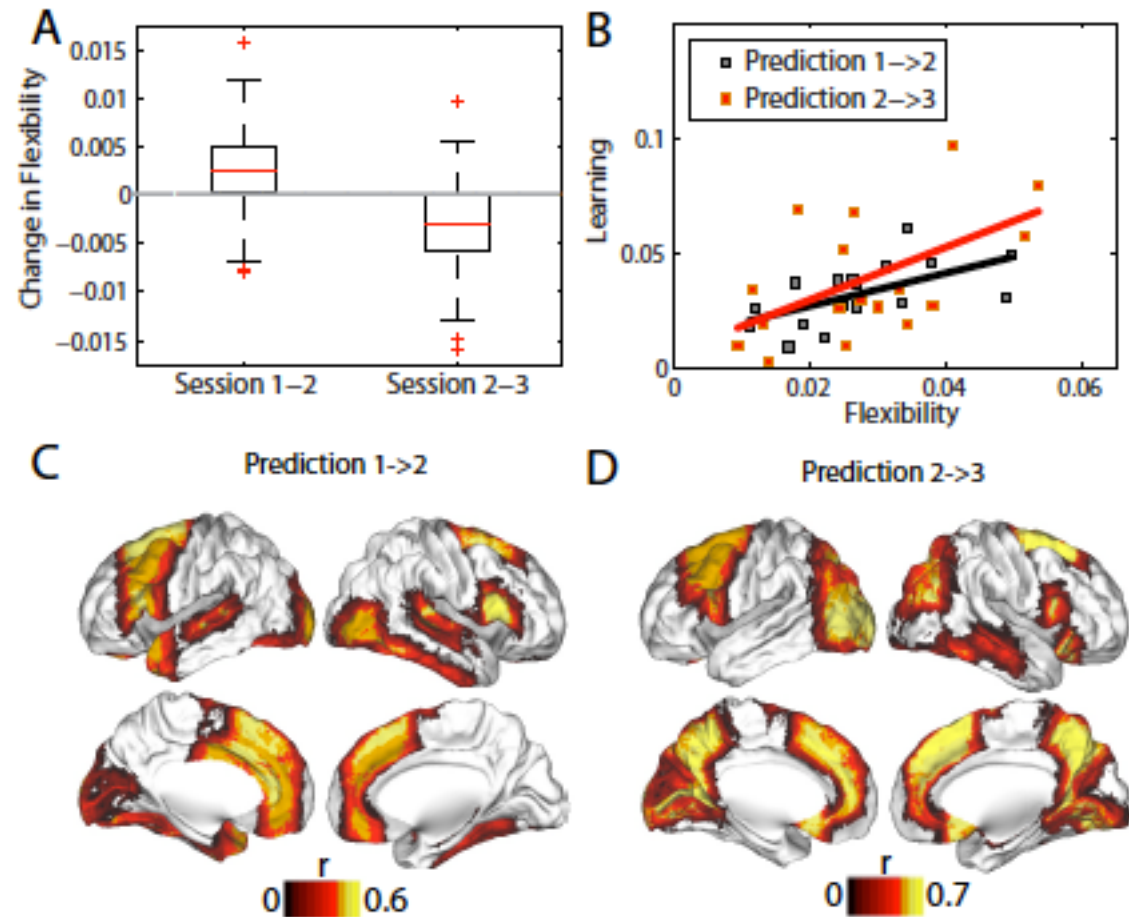 A
0.015
0.01
0.005
0
−0.005
−0.01
−0.015
Change in Flexibility
Session 1−2
Session 2−3
B
Prediction 1−>2
Prediction 2−>3
0.1
0.05
0
Learning
0
0.02
0.04
0.06
Flexibility
C
Prediction 1->2
D
Prediction 2->3
r
0
0.6
r
0
0.7